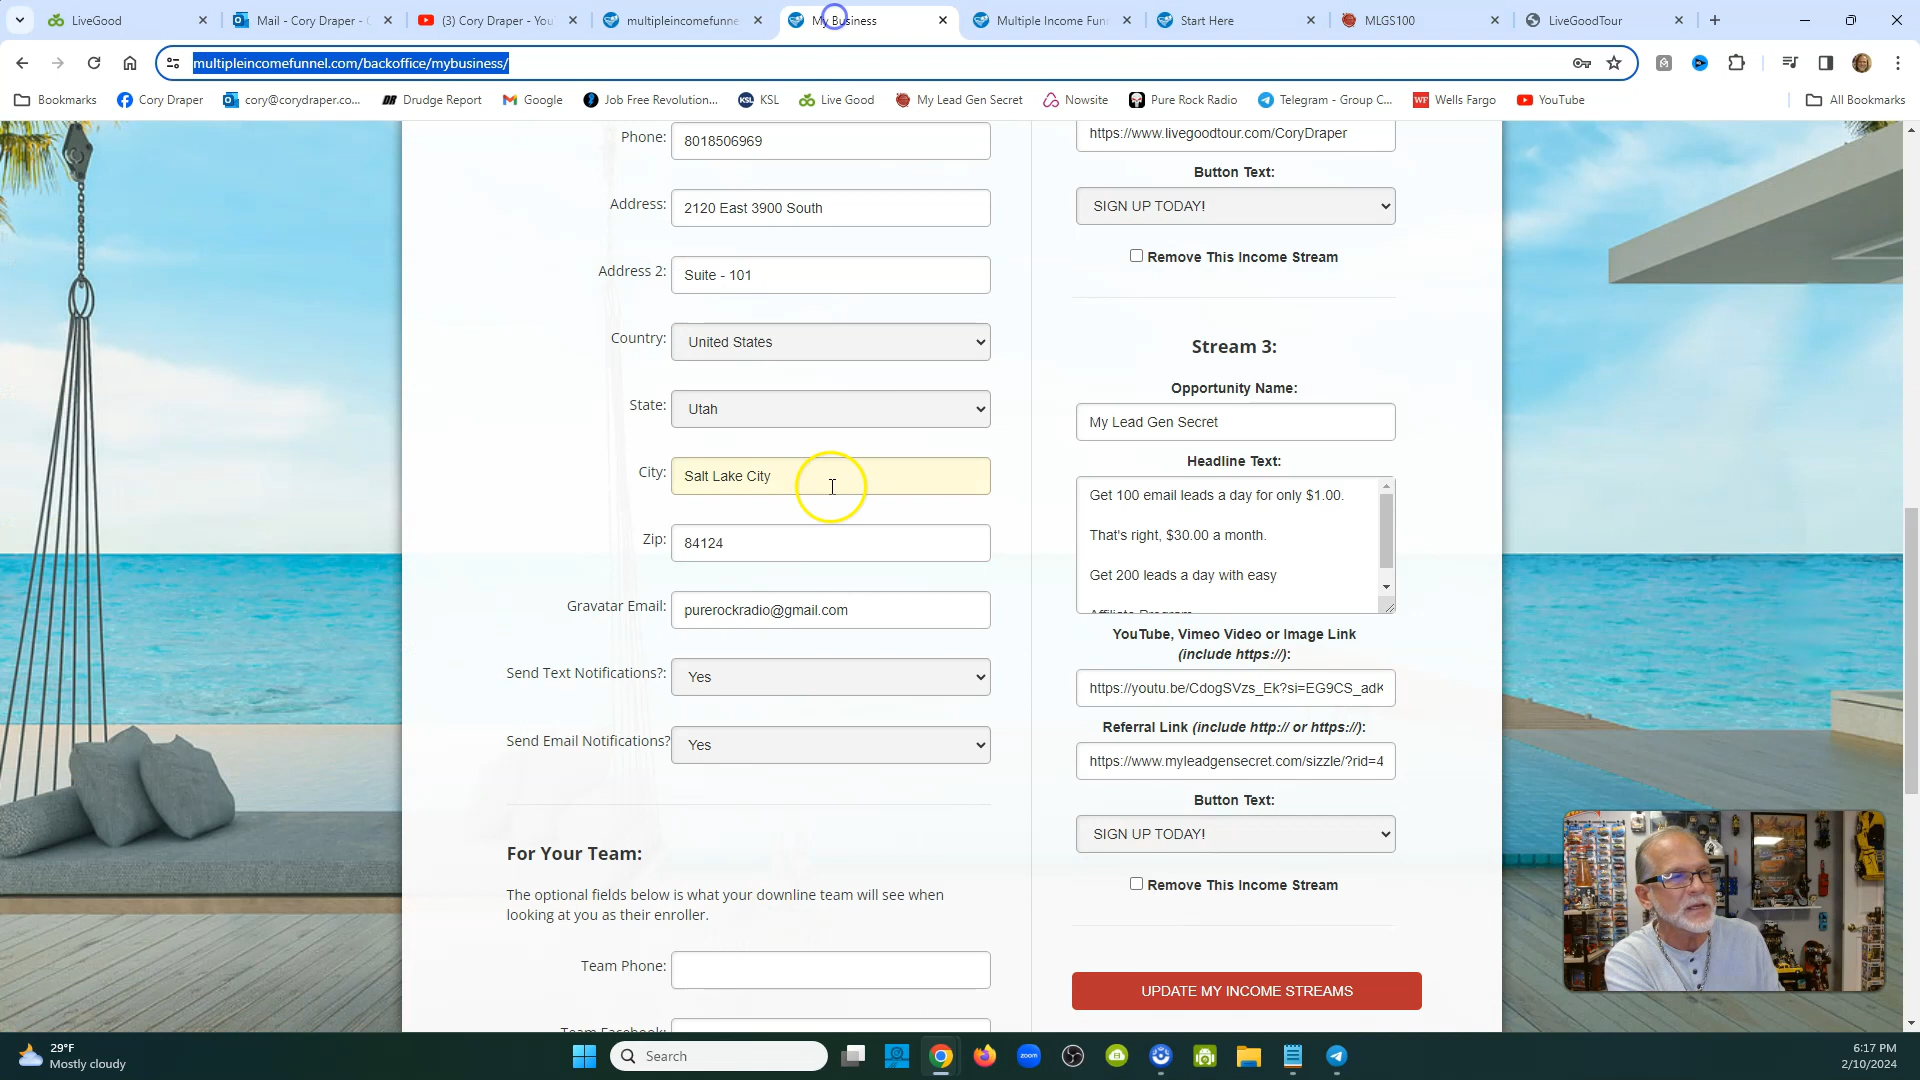 LiveGood
Mail - Cory Draper -
(3) Cory Draper - You
multipleincomefunne
My Business
Multiple Income Fun
Start Here
MLGS100
LiveGoodTour
multipleincomefunnel.com/backoffice/mybusiness/
Bookmarks
Cory Draper
cory@corydraper.co...
Drudge Report
Google
Job Free Revolution...
KSL
Live Good
My Lead Gen Secret
Nowsite
Pure Rock Radio
Telegram - Group C...
Wells Fargo
YouTube
All Bookmarks
Phone:
8018506969
Address:
2120 East 3900 South
Address 2:
Suite - 101
Country:
United States
State:
Utah
City:
Salt Lake City
Zip:
84124
Gravatar Email:
purerockradio@gmail.com
Send Text Notifications?:
Yes
Send Email Notifications?
Yes
For Your Team:
The optional fields below is what your downline team will see when
looking at you as their enroller.
Team Phone:
Team Facebook:
https://www.livegoodtour.com/CoryDraper
Button Text:
SIGN UP TODAY!
Remove This Income Stream
Stream 3:
Opportunity Name:
My Lead Gen Secret
Headline Text:
Get 100 email leads a day for only $1.00.
That's right, $30.00 a month.
Get 200 leads a day with easy
Affiliate Program
YouTube, Vimeo Video or Image Link
(include https://):
https://youtu.be/CdogSVzs_Ek?si=EG9CS_adK
Referral Link (include http:// or https://):
https://www.myleadgensecret.com/sizzle/?rid=4
Button Text:
SIGN UP TODAY!
Remove This Income Stream
UPDATE MY INCOME STREAMS
29°F
Mostly cloudy
Search
zoom
6:17 PM
2/10/2024